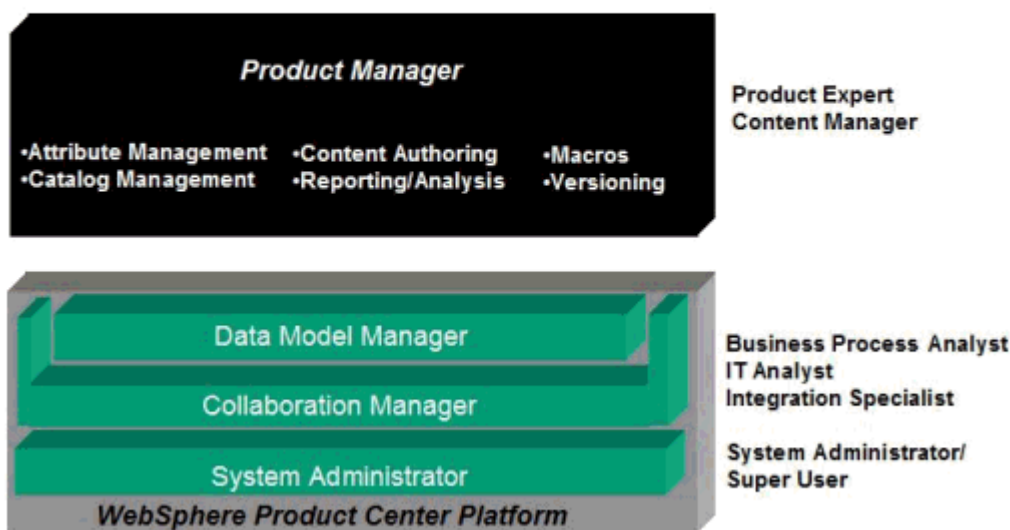 Product Manager
•Attribute Management •Content Authoring •Macros
•Catalog Management •Reporting/Analysis •Versioning
Product Expert
Content Manager
Data Model Manager
Collaboration Manager
System Administrator
WebSphere Product Center Platform
Business Process Analyst
IT Analyst
Integration Specialist
System Administrator/
Super User